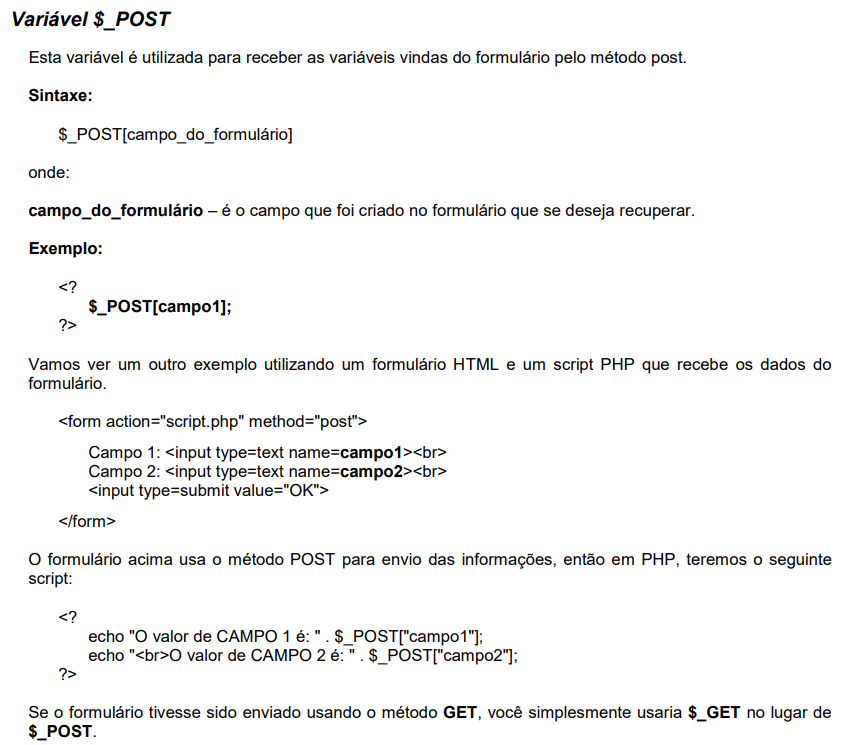 Variável $_POST
Esta variável é utilizada para receber as variáveis vindas do formulário pelo método post.
Sintaxe:
$_POST[campo_do_formulário]
onde:
campo_do_formulário – é o campo que foi criado no formulário que se deseja recuperar.
Exemplo:
<?
$_POST[campo1];
?>
Vamos ver um outro exemplo utilizando um formulário HTML e um script PHP que recebe os dados do
formulário.
<form action="script.php" method="post">
Campo 1: <input type=text name=campo1><br>
Campo 2: <input type=text name=campo2><br>
<input type=submit value="OK">
</form>
O formulário acima usa o método POST para envio das informações, então em PHP, teremos o seguinte
script:
<?
echo "O valor de CAMPO 1 é: " . $_POST["campo1"];
echo "<br>O valor de CAMPO 2 é: " . $_POST["campo2"];
?>
Se o formulário tivesse sido enviado usando o método GET, você simplesmente usaria $_GET no lugar de
$_POST.